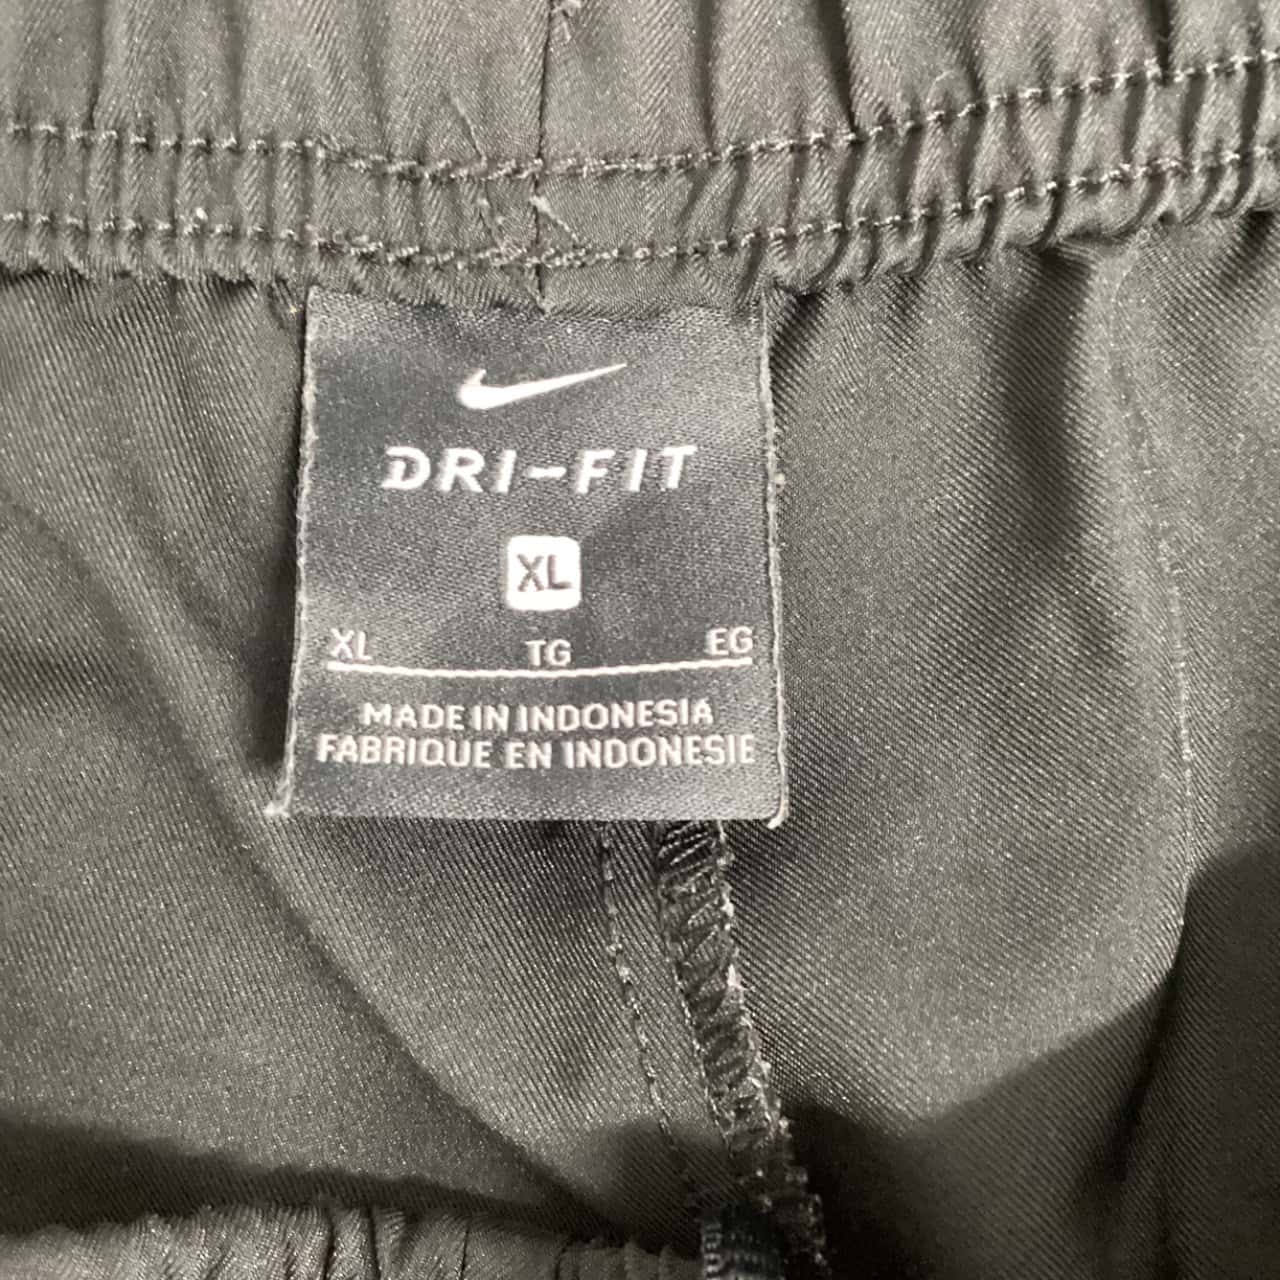 DRI-FIT
XL
XL TG EG
MADE IN INDONESIA
FABRIQUE EN INDONESIE